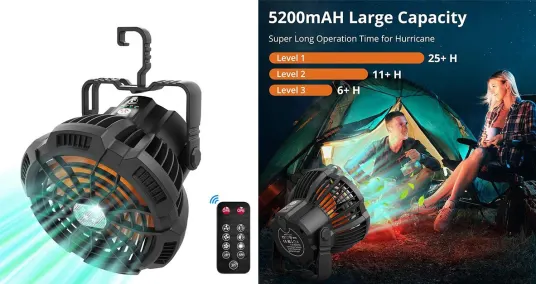 5200mAH Large Capacity
Super Long Operation Time for Hurricane
Level 1 25+ H
Level 2 11+ H
Level 3 6+ H